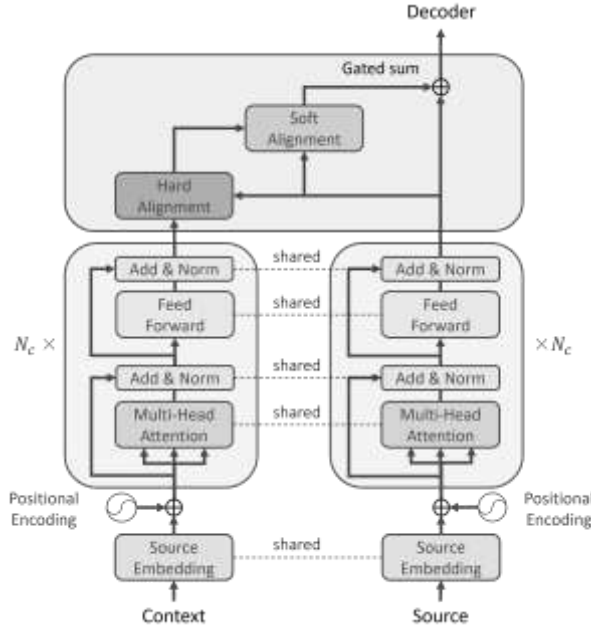 Decoder
Gated sum
Soft
Alignment
Hard
Alignment
Add & Norm
shared
Add & Norm
Feed
Forward
shared
Feed
Forward
N_c ×
× N_c
Add & Norm
shared
Add & Norm
Multi-Head
Attention
shared
Multi-Head
Attention
Positional
Encoding
Positional
Encoding
Source
Embedding
shared
Source
Embedding
Context
Source